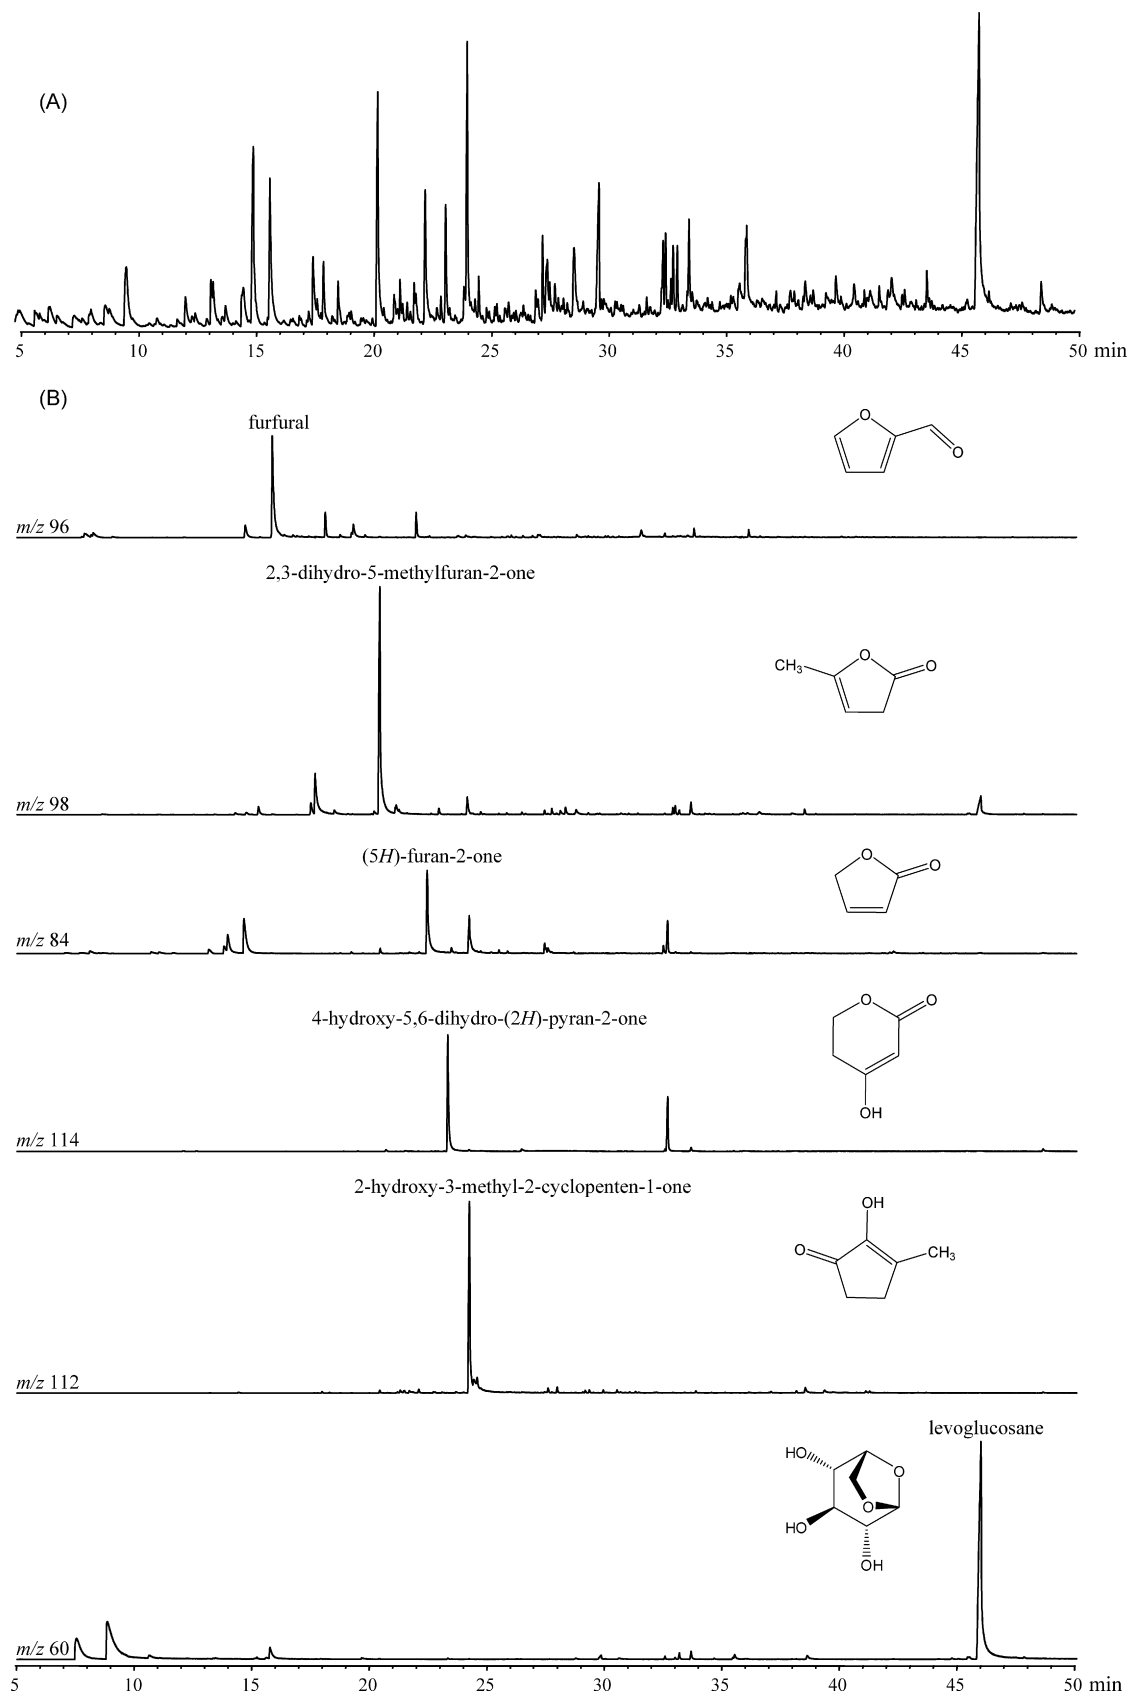 (A)
5 10 15 20 25 30 35 40 45 50 min
(B)
furfural
O
O
m/z 96
2,3-dihydro-5-methylfuran-2-one
O
CH3 O
m/z 98
(5H)-furan-2-one
O
O
m/z 84
O O
4-hydroxy-5,6-dihydro-(2H)-pyran-2-one
OH
m/z 114
2-hydroxy-3-methyl-2-cyclopenten-1-one
OH
O CH3
m/z 112
levoglucosane
HO
O
O
HO
OH
m/z 60
5 10 15 20 25 30 35 40 45 50 min